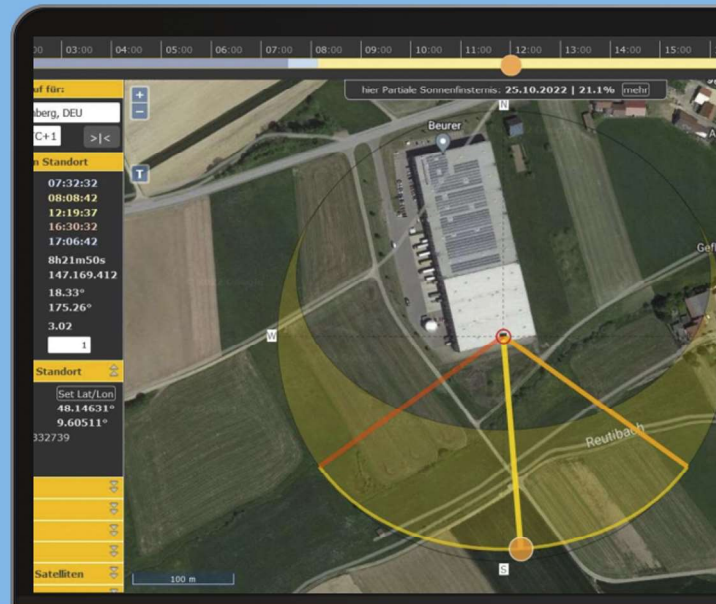 00 03:00 04:00 05:00 06:00 07:00 08:00 09:00 10:00 11:00 12:00 13:00 14:00 15:00
uf für:
nberg, DEU
C+1 >|<
n Standort
07:32:32
08:08:42
12:19:37
16:30:32
17:06:42
8h21m50s
147.169.412
18.33°
175.26°
3.02
1
Standort
Set Lat/Lon
48.14631°
9.60511°
332739
Satelliten
+
−
T
hier Partiale Sonnenfinsternis: 25.10.2022 | 21.1% mehr
N
Beurer
W
Reutibach
S
100 m